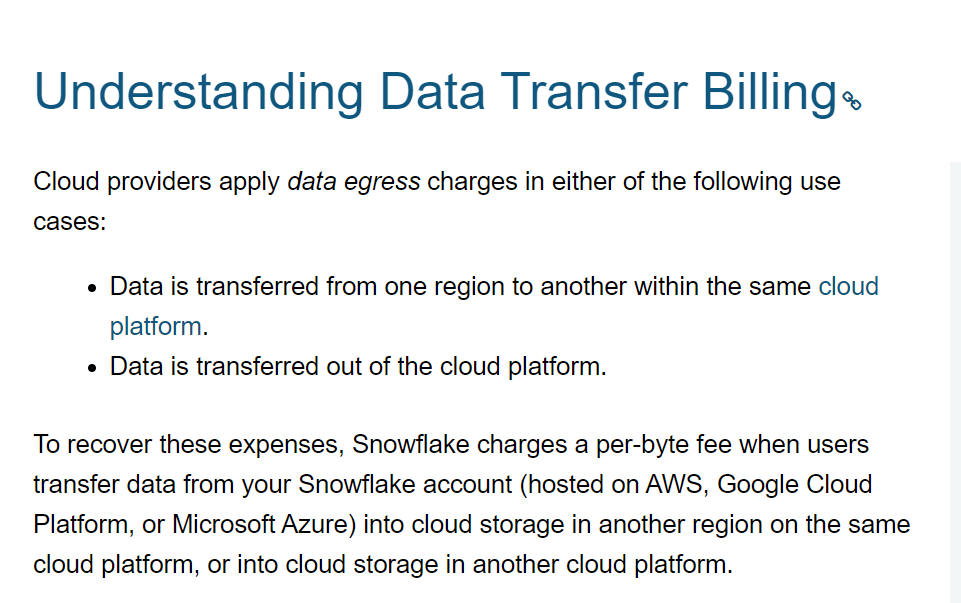 Understanding Data Transfer Billing
Cloud providers apply data egress charges in either of the following use
cases:
• Data is transferred from one region to another within the same cloud
platform.
• Data is transferred out of the cloud platform.
To recover these expenses, Snowflake charges a per-byte fee when users
transfer data from your Snowflake account (hosted on AWS, Google Cloud
Platform, or Microsoft Azure) into cloud storage in another region on the same
cloud platform, or into cloud storage in another cloud platform.